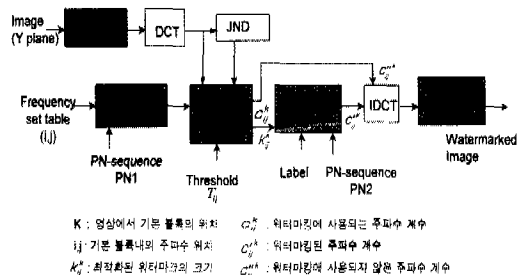 Image
(Y plane)
DCT
JND
Frequency
set table
(i,j)
IDCT
Watermarked
Image
PN-sequence
PN1
Threshold
T_ij
Label
PN-sequence
PN2
K : 영상에서 기본 블록의 위치
i,j : 기본 블록내의 주파수 위치
: 최적화된 워터마크의 크기
: 워터마킹에 사용되는 주파수 계수
: 워터마킹된 주파수 계수
: 워터마킹에 사용되지 않은 주파수 계수